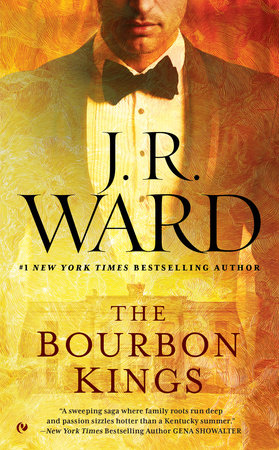 J. R.
WARD
#1 NEW YORK TIMES BESTSELLING AUTHOR
THE
BOURBON
KINGS
"A sweeping saga where family roots run deep
and passion sizzles hotter than a Kentucky summer."
—New York Times Bestselling Author GENA SHOWALTER